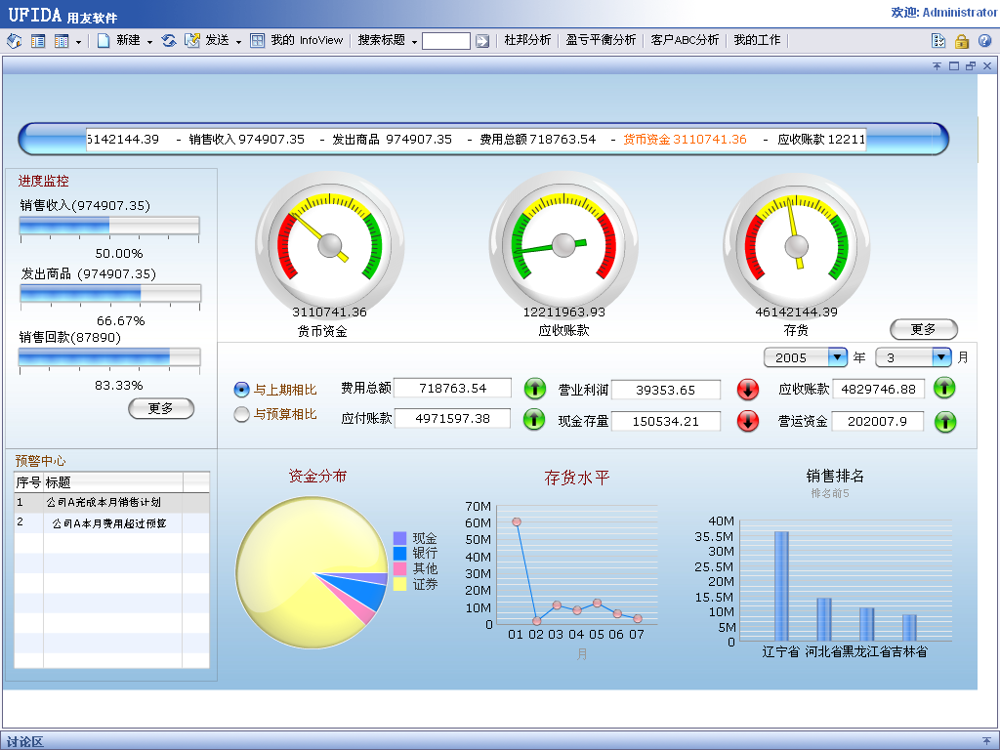 UFIDA 用友软件
欢迎: Administrator
新建 发送 我的 InfoView 搜索标题 杜邦分析 盈亏平衡分析 客户ABC分析 我的工作
6142144.39 - 销售收入 974907.35 - 发出商品 974907.35 - 费用总额 718763.54 - 货币资金 3110741.36 - 应收账款 12211
进度监控
销售收入(974907.35)
50.00%
发出商品 (974907.35)
66.67%
销售回款(87890)
83.33%
更多
3110741.36
货币资金
12211963.93
应收账款
46142144.39
存货
更多
2005 年 3 月
与上期相比 费用总额 718763.54 营业利润 39353.65 应收账款 4829746.88
与预算相比 应付账款 4971597.38 现金存量 150534.21 营运资金 202007.9
预警中心
序号 标题
1 公司A完成本月销售计划
2 公司A本月费用超过预算
资金分布
现金
银行
其他
证券
存货水平
70M
60M
50M
40M
30M
20M
10M
0
01 02 03 04 05 06 07
月
销售排名
排名前5
40M
35.5M
30M
25.5M
20M
15.5M
10M
5M
0
辽宁省 河北省黑龙江省吉林省
讨论区